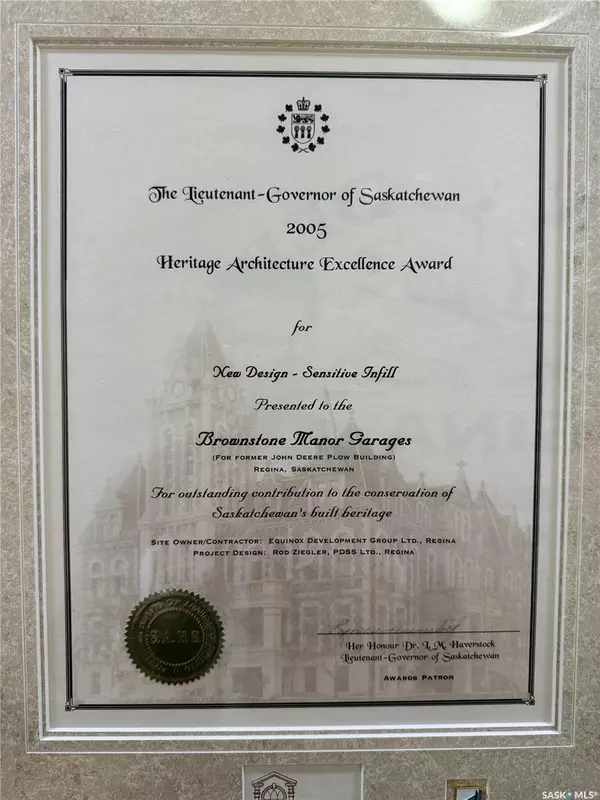 The Lieutenant-Governor of Saskatchewan
2005
Heritage Architecture Excellence Award
for
New Design - Sensitive Infill
Presented to the
Brownstone Manor Garages
(For former John Deere Plow Building)
Regina, Saskatchewan
For outstanding contribution to the conservation of
Saskatchewan's built heritage
Site Owner/Contractor: Equinox Development Group Ltd., Regina
Project Design: Rod Ziegler, PDSS Ltd., Regina
S.A.H.S.
Her Honour Dr. L.M. Haverstock
Lieutenant-Governor of Saskatchewan
Awards Patron
SASK MLS®